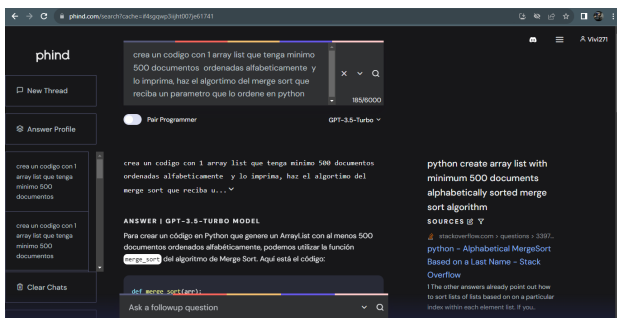 phind.com/search?cache=lf4sgqwp3ijht007je61741
phind
New Thread
Answer Profile
crea un codigo con 1
array list que tenga
minimo 500
documentos
crea un codigo con 1
array list que tenga
minimo 500
documentos
Clear Chats
crea un codigo con 1 array list que tenga minimo
500 documentos ordenadas alfabeticamente y
lo imprima, haz el algortimo del merge sort que
reciba un parametro que lo ordene en python
185/6000
Pair Programmer
GPT-3.5-Turbo
Vivi271
crea un codigo con 1 array list que tenga minimo 500 documentos
ordenadas alfabeticamente y lo imprima, haz el algortimo del
merge sort que reciba u...
ANSWER | GPT-3.5-TURBO MODEL
Para crear un código en Python que genere un ArrayList con al menos 500
documentos ordenados alfabéticamente, podemos utilizar la función
merge_sort del algoritmo de Merge Sort. Aquí está el código:
def merge_sort(arr):
Ask a followup question
python create array list with
minimum 500 documents
alphabetically sorted merge
sort algorithm
SOURCES
stackoverflow.com › questions › 3397...
python - Alphabetical MergeSort
Based on a Last Name - Stack
Overflow
1 The other answers already point out how
to sort lists of lists based on on a particular
index within each element list. If you..